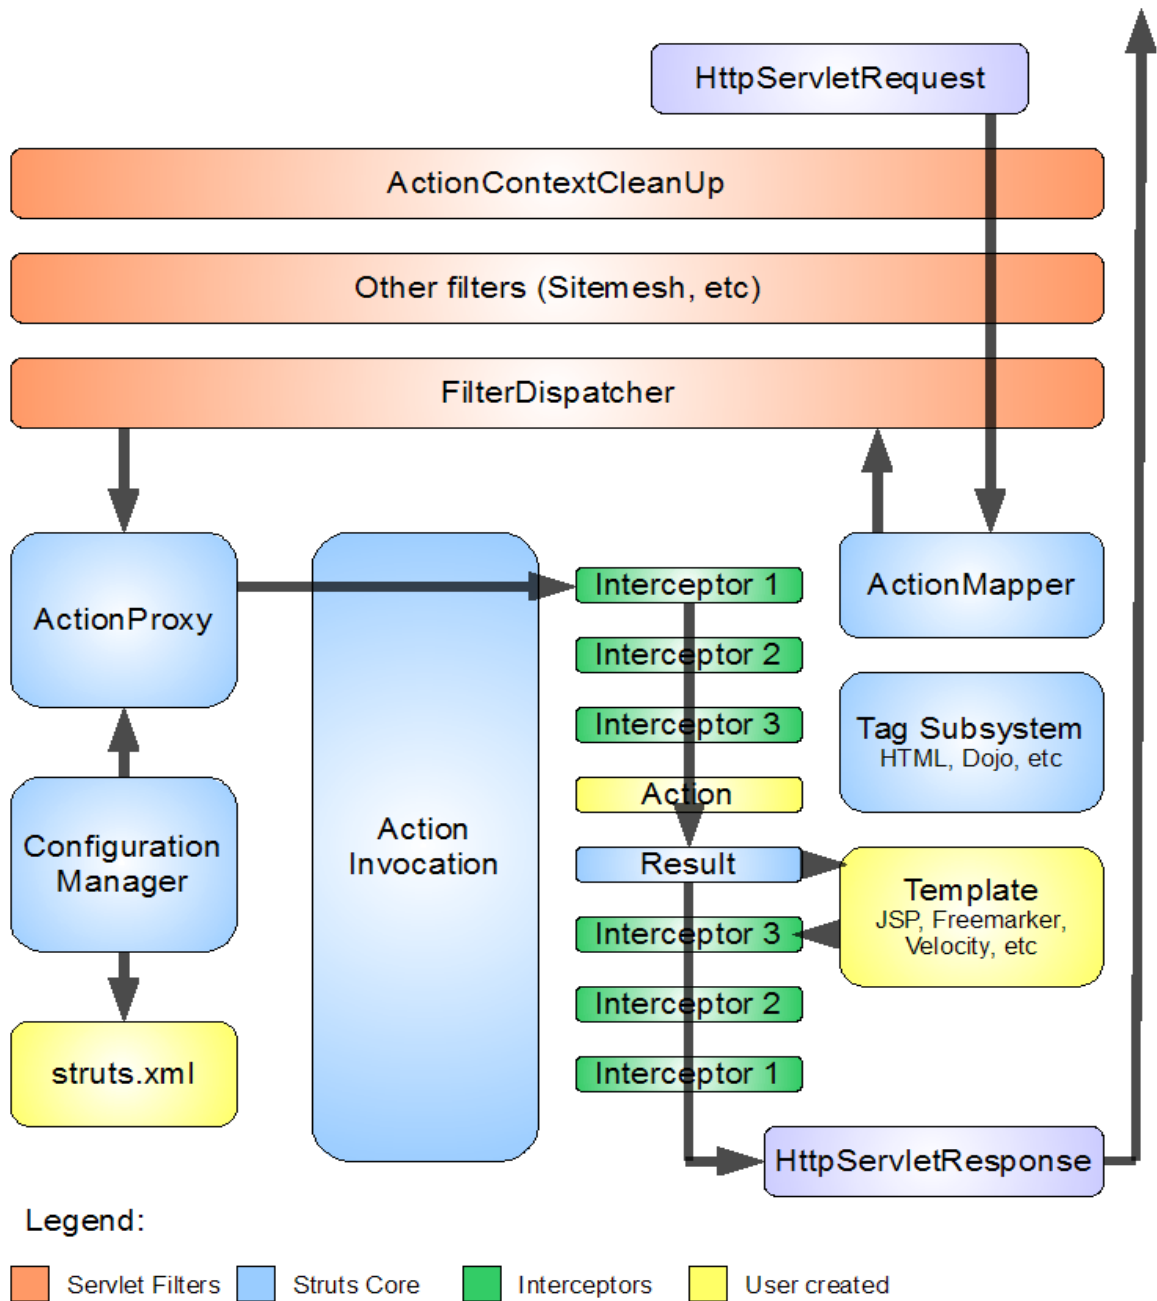 HttpServletRequest
ActionContextCleanUp
Other filters (Sitemesh, etc)
FilterDispatcher
ActionProxy
Configuration
Manager
struts.xml
Action
Invocation
Interceptor 1
Interceptor 2
Interceptor 3
Action
Result
Interceptor 3
Interceptor 2
Interceptor 1
ActionMapper
Tag Subsystem
HTML, Dojo, etc
Template
JSP, Freemarker,
Velocity, etc
HttpServletResponse
Legend:
Servlet Filters
Struts Core
Interceptors
User created